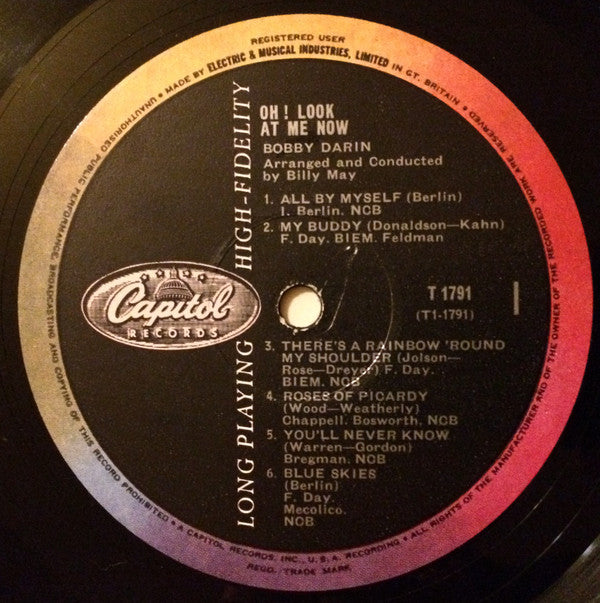 REGISTERED USER
MADE BY ELECTRIC & MUSICAL INDUSTRIES, LIMITED IN GT. BRITAIN •
ALL RIGHTS OF THE MANUFACTURER AND OF THE OWNER OF THE RECORDED WORK ARE RESERVED
UNAUTHORISED PUBLIC PERFORMANCE, BROADCASTING AND COPYING OF THIS RECORD PROHIBITED •
A CAPITOL RECORDS, INC., U.S.A. RECORDING •
REGD. TRADE MARK
LONG PLAYING HIGH-FIDELITY
Capitol
RECORDS
OH! LOOK
AT ME NOW
BOBBY DARIN
Arranged and Conducted
by Billy May
1. ALL BY MYSELF (Berlin)
I. Berlin. NCB
2. MY BUDDY (Donaldson—Kahn)
F. Day. BIEM. Feldman
T 1791
(T1-1791)
1
3. THERE'S A RAINBOW 'ROUND
MY SHOULDER (Jolson—
Rose—Dreyer) F. Day.
BIEM. NCB
4. ROSES OF PICARDY
(Wood—Weatherly)
Chappell. Bosworth. NCB
5. YOU'LL NEVER KNOW
(Warren—Gordon)
Bregman. NCB
6. BLUE SKIES
(Berlin)
F. Day.
Mecolico.
NCB